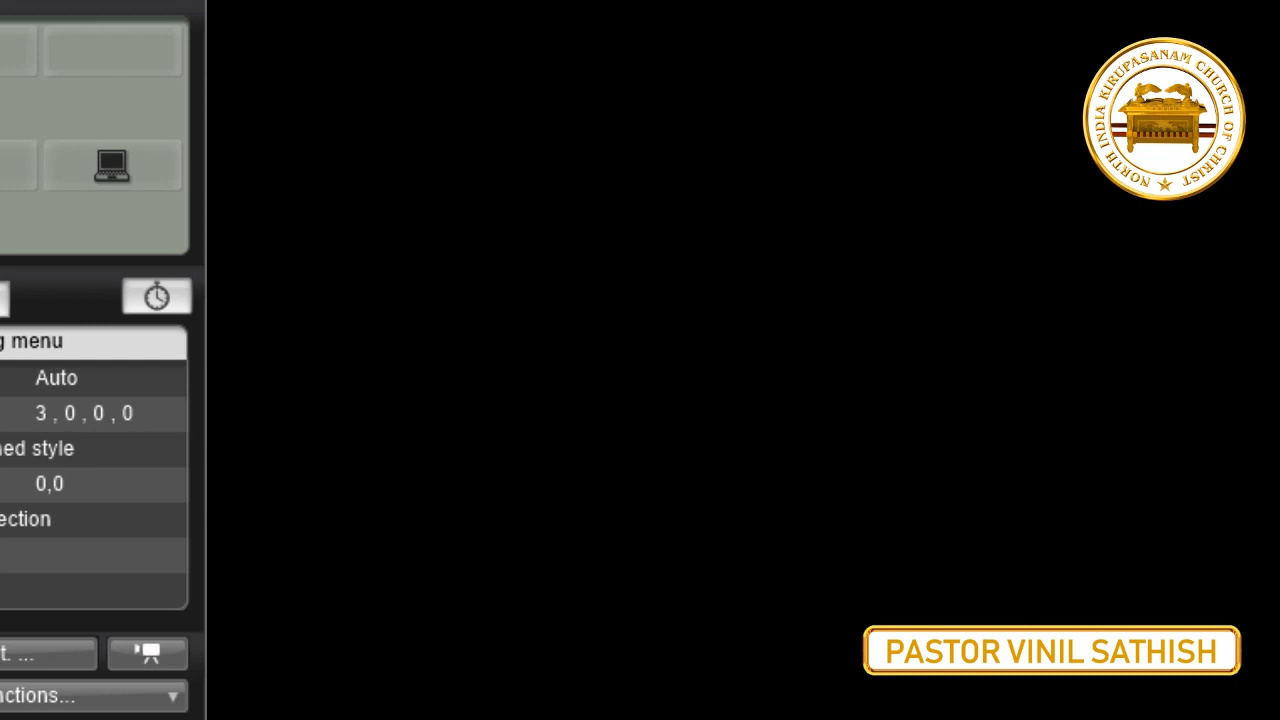 g menu
Auto
3 , 0 , 0 , 0
ned style
0,0
ection
t. ...
nctions...
NORTH INDIA KIRUPASANAM CHURCH OF CHRIST
PASTOR VINIL SATHISH